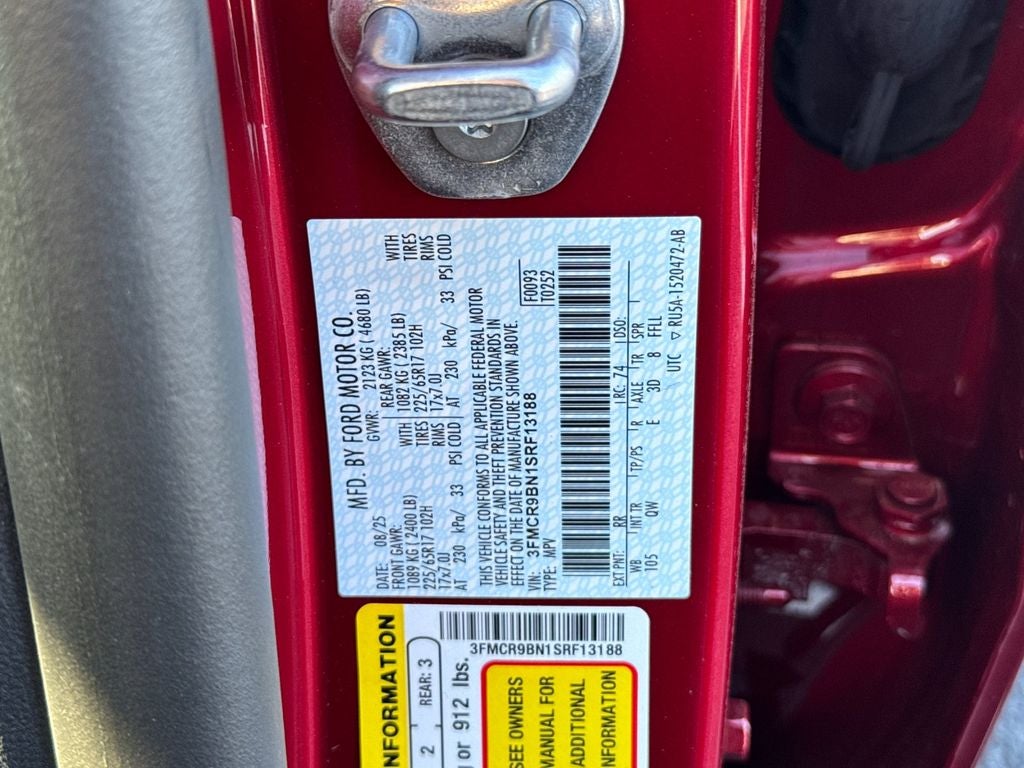 MFD. BY FORD MOTOR CO.
DATE: 08/25 GVWR: 2123 KG ( 4680 LB)
FRONT GAWR: REAR GAWR:
1089 KG ( 2400 LB) WITH 1082 KG ( 2385 LB) WITH
225/65R17 102H TIRES 225/65R17 102H TIRES
17x7.0J RIMS 17x7.0J RIMS
AT 230 kPa/ 33 PSI COLD AT 230 kPa/ 33 PSI COLD
THIS VEHICLE CONFORMS TO ALL APPLICABLE FEDERAL MOTOR
VEHICLE SAFETY AND THEFT PREVENTION STANDARDS IN
EFFECT ON THE DATE OF MANUFACTURE SHOWN ABOVE.
VIN: 3FMCR9BN1SRF13188 F0093
TYPE: MPV T0252
EXT PNT: RR RC: 74 DSO:
WB INT TR TP/PS R AXLE TR SPR
105 QW E 3D 8 FFLL
UTC ▽ RU5A-1520472-AB
3FMCR9BN1SRF13188
NFORMATION
2 REAR: 3
or 912 lbs.
SEE OWNERS
MANUAL FOR
ADDITIONAL
INFORMATION